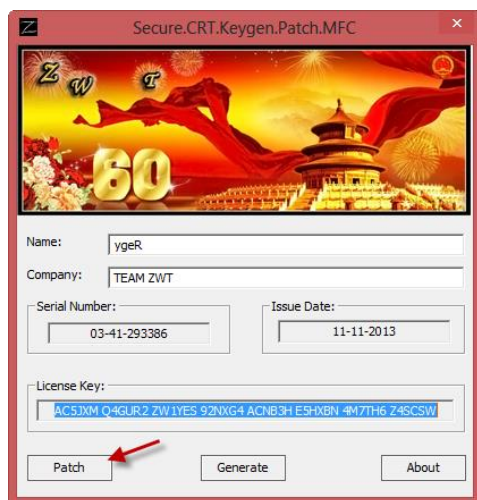 Z Secure.CRT.Keygen.Patch.MFC x
Z W T
60
Name: ygeR
Company: TEAM ZWT
Serial Number: Issue Date:
03-41-293386 11-11-2013
License Key:
AC5JXM Q4GUR2 ZW1YES 92NXG4 ACNB3H E5HXBN 4M7TH6 Z4SCSW
Patch Generate About